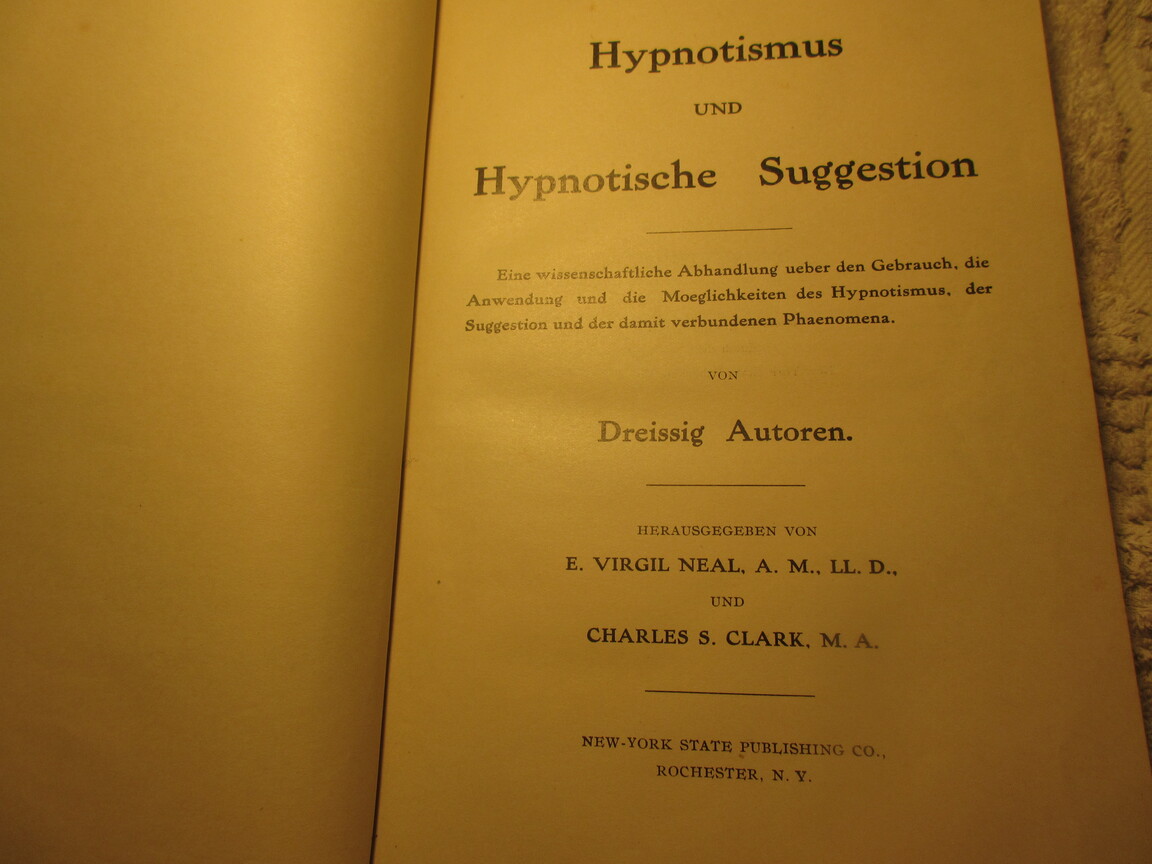 Hypnotismus
UND
Hypnotische Suggestion
Eine wissenschaftliche Abhandlung ueber den Gebrauch, die
Anwendung und die Moeglichkeiten des Hypnotismus, der
Suggestion und der damit verbundenen Phaenomena.
VON
Dreissig Autoren.
HERAUSGEGEBEN VON
E. VIRGIL NEAL, A. M., LL. D.,
UND
CHARLES S. CLARK, M. A.
NEW-YORK STATE PUBLISHING CO.,
ROCHESTER, N. Y.